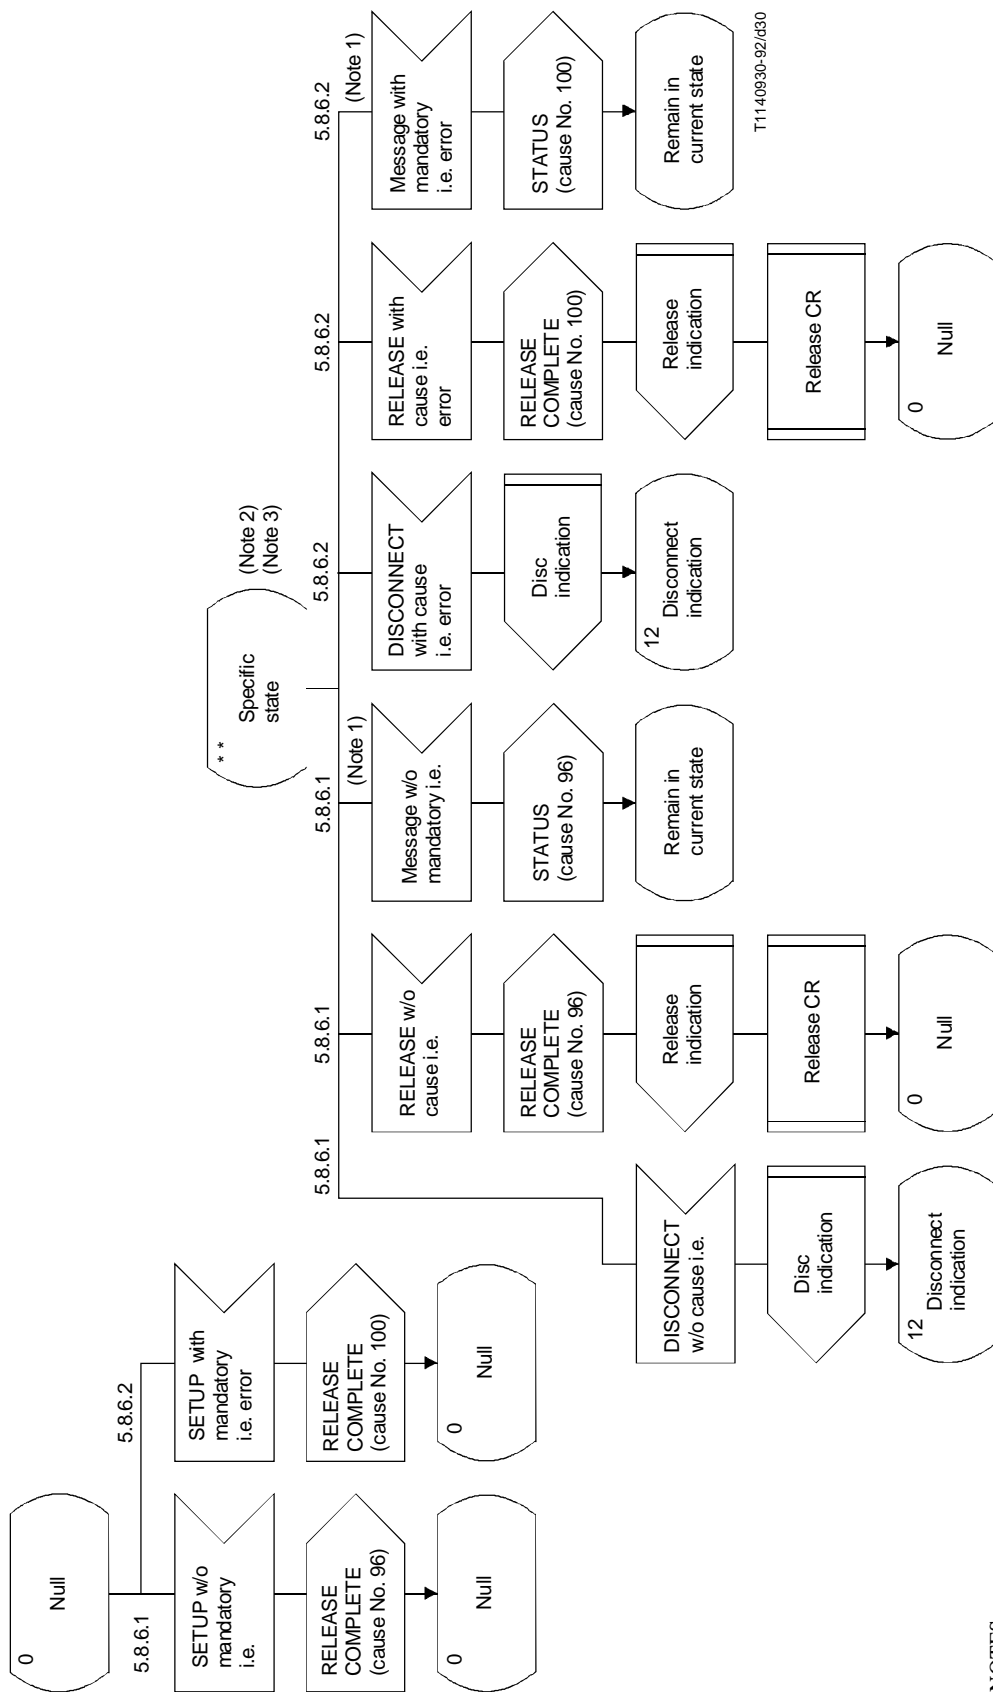 0
Null
5.8.6.1
5.8.6.2
SETUP w/o
mandatory
i.e.
SETUP with
mandatory
i.e. error
RELEASE
COMPLETE
(cause No. 96)
RELEASE
COMPLETE
(cause No. 100)
0
Null
0
Null
* *
Specific
state
(Note 2)
(Note 3)
5.8.6.1
5.8.6.1
5.8.6.1
5.8.6.2
5.8.6.2
5.8.6.2
(Note 1)
(Note 1)
DISCONNECT
w/o cause i.e.
Disc
indication
12
Disconnect
indication
RELEASE w/o
cause i.e.
RELEASE
COMPLETE
(cause No. 96)
Release
indication
Release CR
0
Null
Message w/o
mandatory i.e.
STATUS
(cause No. 96)
Remain in
current state
DISCONNECT
with cause
i.e. error
Disc
indication
12
Disconnect
indication
RELEASE with
cause i.e.
error
RELEASE
COMPLETE
(cause No. 100)
Release
indication
Release CR
0
Null
Message with
mandatory
i.e. error
STATUS
(cause No. 100)
Remain in
current state
T1140930-92/d30
NOTES